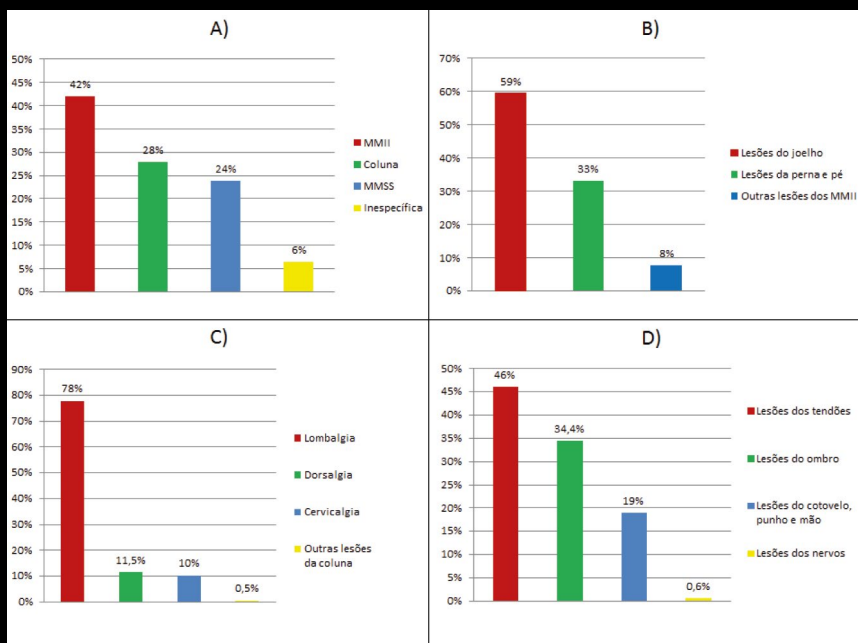 A)
50%
45%
40%
35%
30%
25%
20%
15%
10%
5%
0%
42%
28%
24%
6%
MMII
Coluna
MMSS
Inespecífica
B)
70%
60%
50%
40%
30%
20%
10%
0%
59%
33%
8%
Lesões do joelho
Lesões da perna e pé
Outras lesões dos MMII
C)
90%
80%
70%
60%
50%
40%
30%
20%
10%
0%
78%
11,5%
10%
0,5%
Lombalgia
Dorsalgia
Cervicalgia
Outras lesões
da coluna
D)
50%
45%
40%
35%
30%
25%
20%
15%
10%
5%
0%
46%
34,4%
19%
0,6%
Lesões dos tendões
Lesões do ombro
Lesões do cotovelo,
punho e mão
Lesões dos nervos